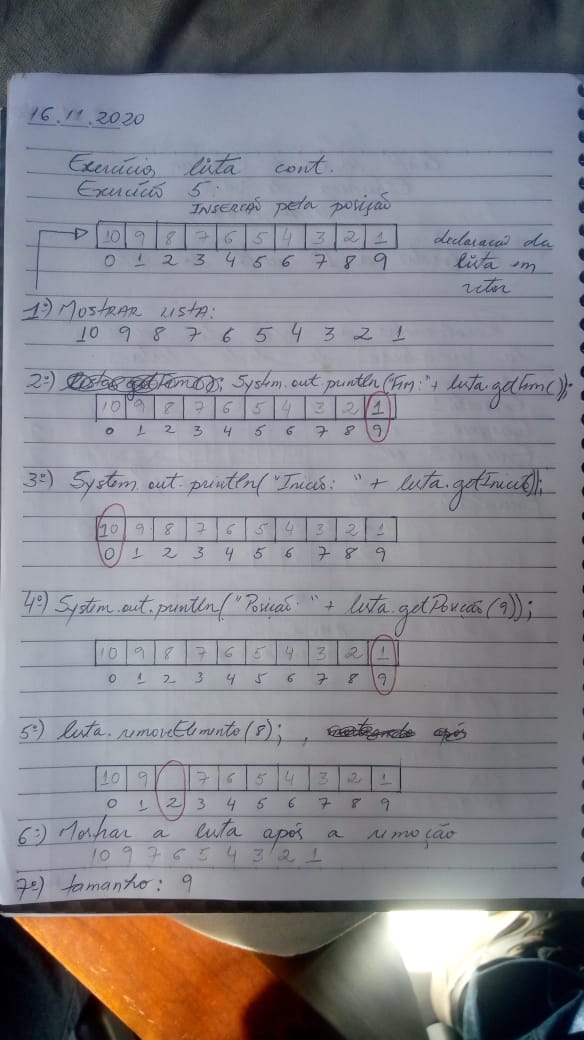 16.11.2020
Exercícios lista cont.
Exercício 5:
INSERÇÃO pela posição
10 9 8 7 6 5 4 3 2 1 declaração da
0 1 2 3 4 5 6 7 8 9 lista em
vetor
1º) MOSTRAR LISTA:
10 9 8 7 6 5 4 3 2 1
2º) System.out.println("Fim:" + lista.getFim());
10 9 8 7 6 5 4 3 2 1
0 1 2 3 4 5 6 7 8 9
3º) System.out.println("Início: " + lista.getInicio());
10 9 8 7 6 5 4 3 2 1
0 1 2 3 4 5 6 7 8 9
4º) System.out.println("Posição: " + lista.getPosicão(9));
10 9 8 7 6 5 4 3 2 1
0 1 2 3 4 5 6 7 8 9
5º) lista.removeElemento(8); , após
10 9 7 6 5 4 3 2 1
0 1 2 3 4 5 6 7 8 9
6º) Mostrar a lista após a remoção
10 9 7 6 5 4 3 2 1
7º) tamanho: 9